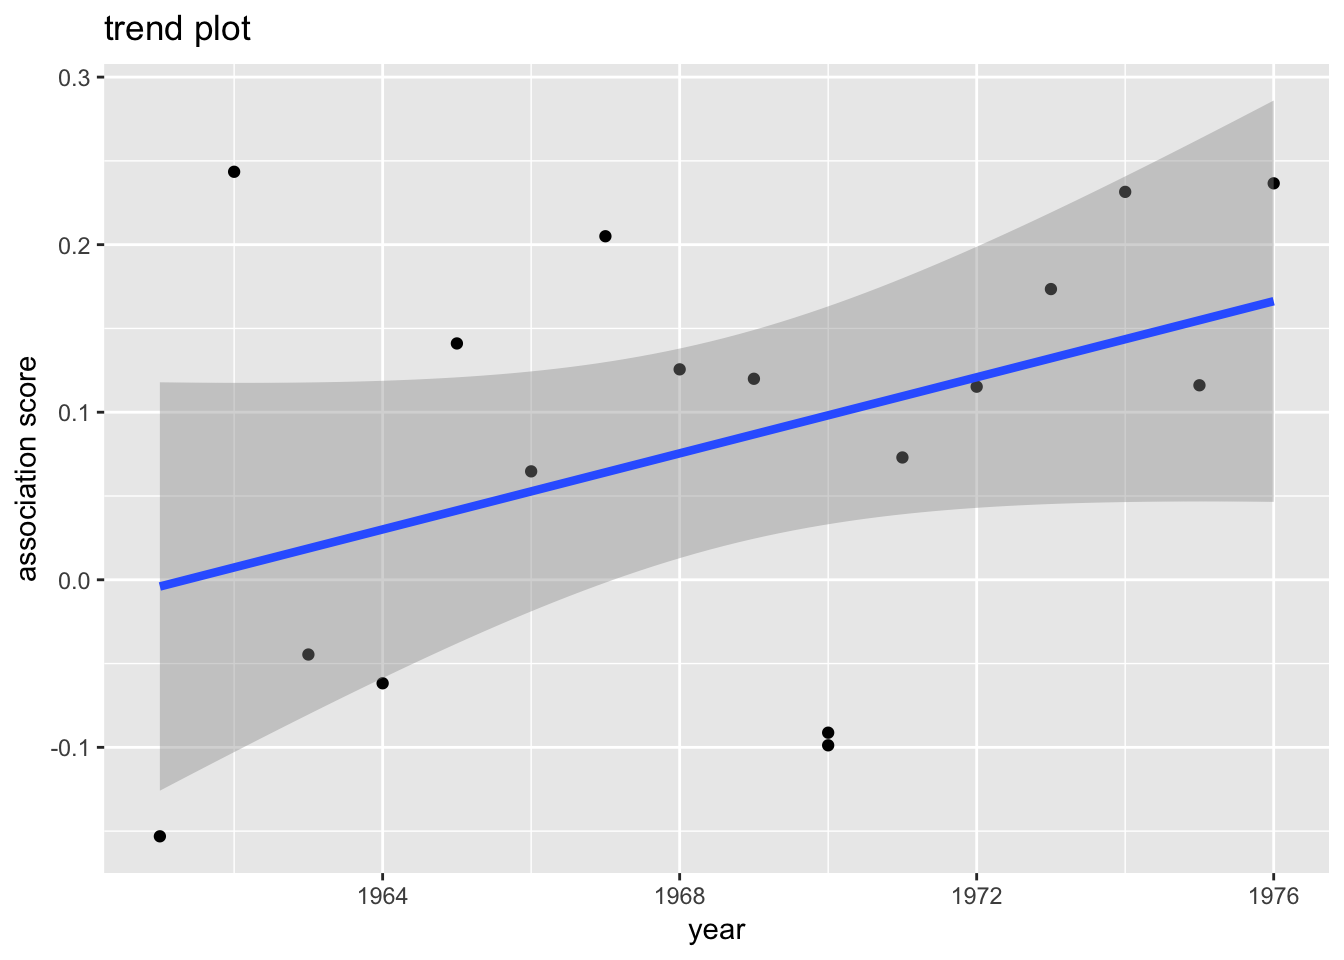 trend plot
0.3
0.2
0.1
0.0
-0.1
association score
1964 1968 1972 1976
year